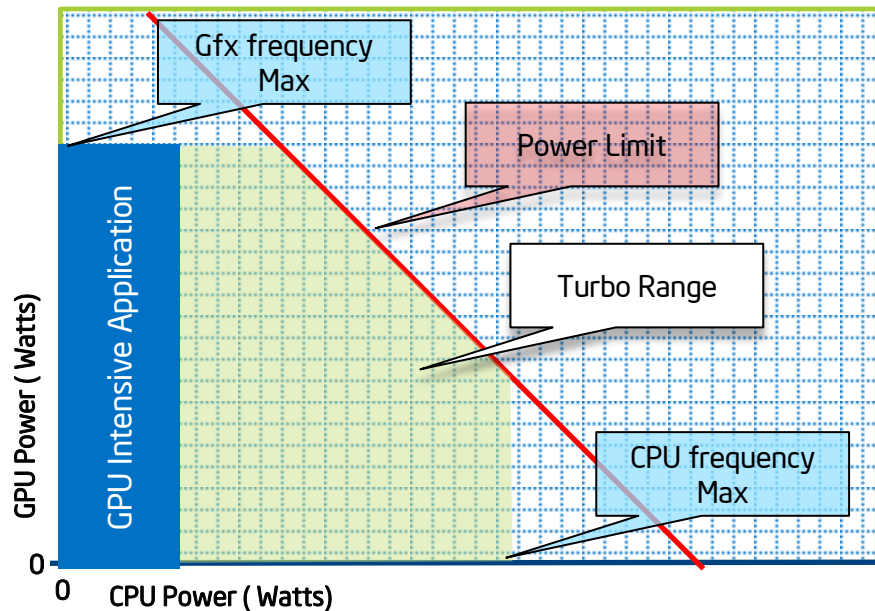 Gfx frequency
Max
Power Limit
Turbo Range
CPU frequency
Max
GPU Intensive Application
GPU Power ( Watts)
0
0
CPU Power ( Watts)